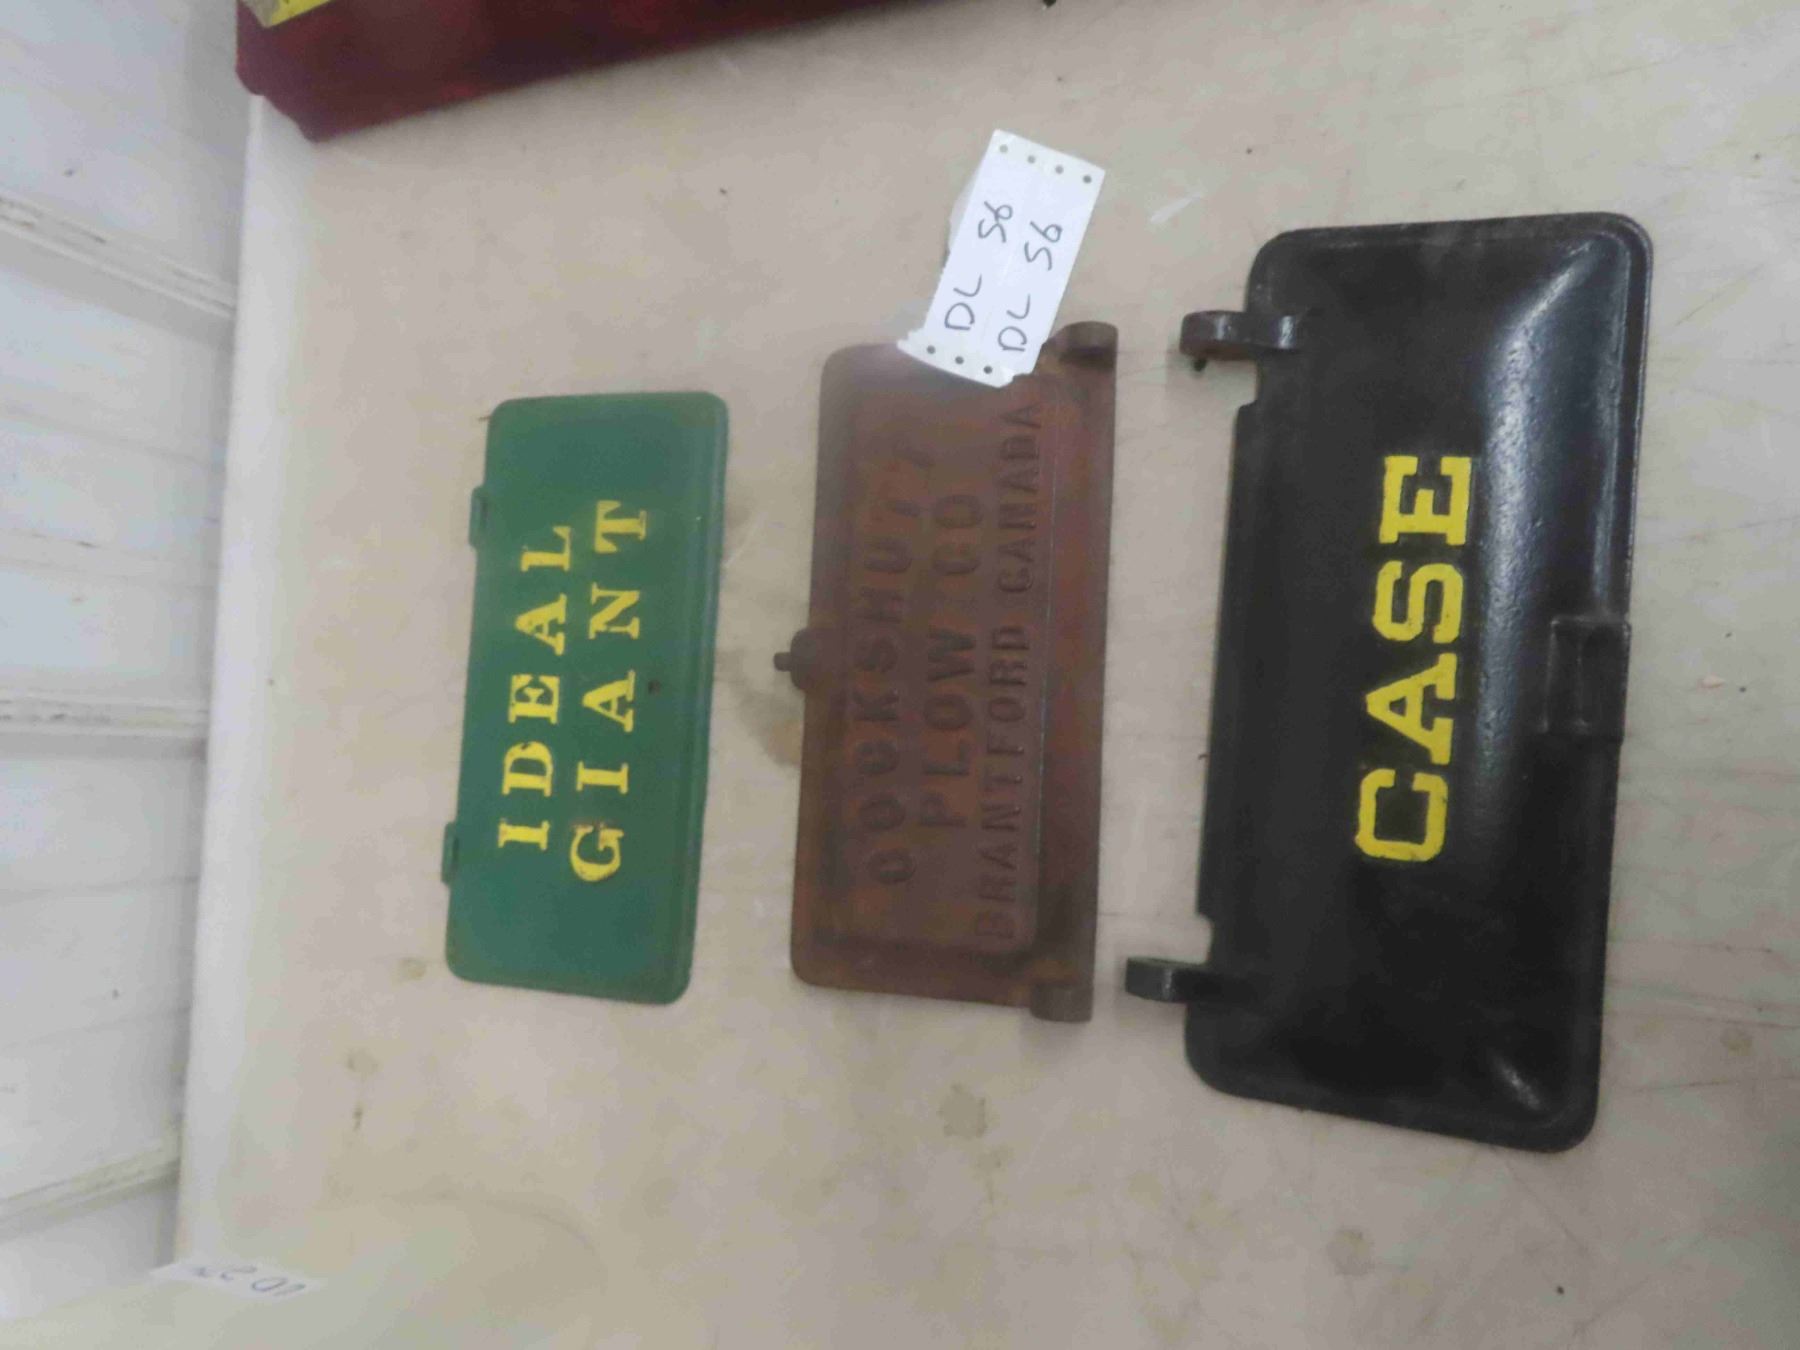 IDEAL
GIANT
COCKSHUTT
PLOW CO
BRANTFORD CANADA
DL 56
DL 56
CASE